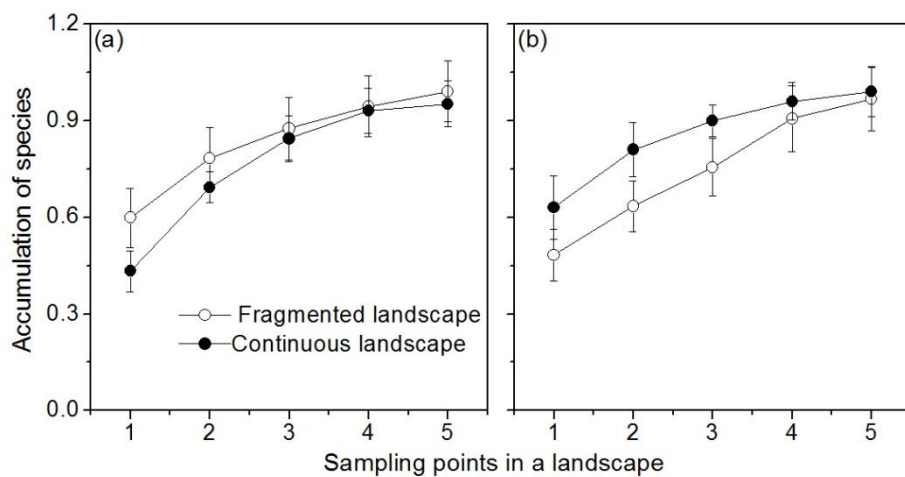 Accumulation of species
1.2
0.9
0.6
0.3
0.0
(a)
Fragmented landscape
Continuous landscape
1 2 3 4 5
(b)
1 2 3 4 5
Sampling points in a landscape